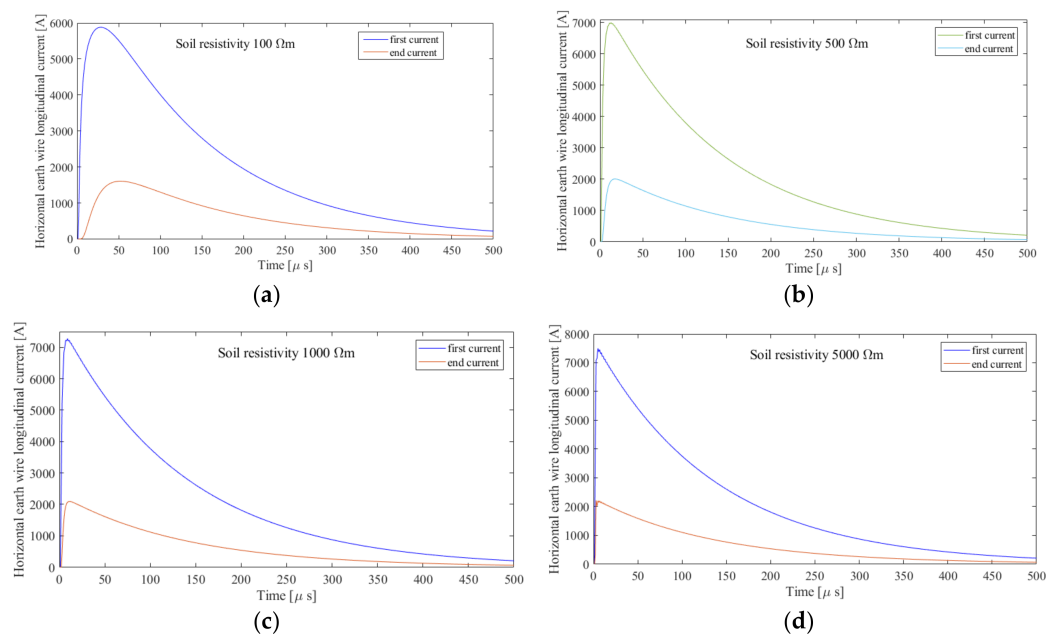 Horizontal earth wire longitudinal current [A]
6000
5000
4000
3000
2000
1000
0
Soil resistivity 100 Ωm
first current
end current
0 50 100 150 200 250 300 350 400 450 500
Time [μ s]
(a)
Horizontal earth wire longitudinal current [A]
7000
6000
5000
4000
3000
2000
1000
0
Soil resistivity 500 Ωm
first current
end current
0 50 100 150 200 250 300 350 400 450 500
Time [μ s]
(b)
Horizontal earth wire longitudinal current [A]
7000
6000
5000
4000
3000
2000
1000
0
Soil resistivity 1000 Ωm
first current
end current
0 50 100 150 200 250 300 350 400 450 500
Time [μ s]
(c)
Horizontal earth wire longitudinal current [A]
8000
7000
6000
5000
4000
3000
2000
1000
0
Soil resistivity 5000 Ωm
first current
end current
0 50 100 150 200 250 300 350 400 450 500
Time [μ s]
(d)